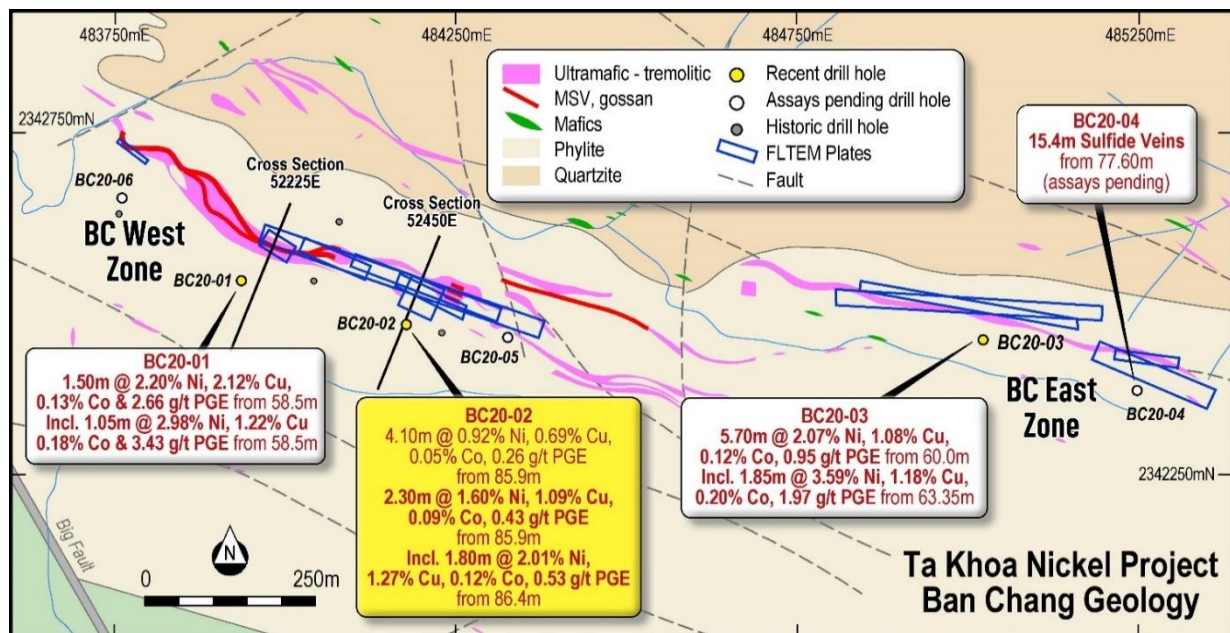 483750mE
484250mE
484750mE
485250mE
2342750mN
Ultramafic - tremolitic
MSV, gossan
Mafics
Phylite
Quartzite
Recent drill hole
Assays pending drill hole
Historic drill hole
FLTEM Plates
Fault
BC20-04
15.4m Sulfide Veins
from 77.60m
(assays pending)
Cross Section
52225E
Cross Section
52450E
BC20-06
BC West
Zone
BC20-01
BC20-02
BC20-05
BC20-03
BC East
Zone
BC20-04
BC20-01
1.50m @ 2.20% Ni, 2.12% Cu,
0.13% Co & 2.66 g/t PGE from 58.5m
Incl. 1.05m @ 2.98% Ni, 1.22% Cu
0.18% Co & 3.43 g/t PGE from 58.5m
BC20-02
4.10m @ 0.92% Ni, 0.69% Cu,
0.05% Co, 0.26 g/t PGE
from 85.9m
2.30m @ 1.60% Ni, 1.09% Cu,
0.09% Co, 0.43 g/t PGE
from 85.9m
Incl. 1.80m @ 2.01% Ni,
1.27% Cu, 0.12% Co, 0.53 g/t PGE
from 86.4m
BC20-03
5.70m @ 2.07% Ni, 1.08% Cu,
0.12% Co, 0.95 g/t PGE from 60.0m
Incl. 1.85m @ 3.59% Ni, 1.18% Cu,
0.20% Co, 1.97 g/t PGE from 63.35m
2342250mN
Big Fault
N
0 250m
Ta Khoa Nickel Project
Ban Chang Geology